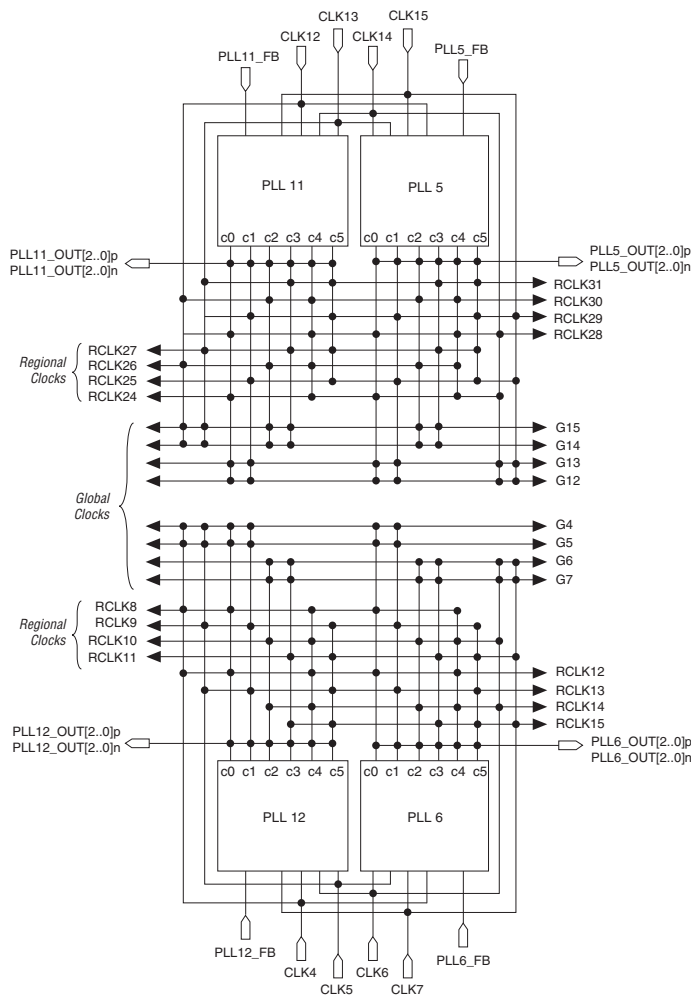 CLK13 CLK15
CLK12 CLK14
PLL11_FB PLL5_FB
PLL 11 PLL 5
c0 c1 c2 c3 c4 c5 c0 c1 c2 c3 c4 c5
PLL11_OUT[2..0]p PLL5_OUT[2..0]p
PLL11_OUT[2..0]n PLL5_OUT[2..0]n
RCLK31
RCLK30
RCLK29
RCLK28
Regional
Clocks
RCLK27
RCLK26
RCLK25
RCLK24
G15
G14
G13
G12
Global
Clocks
G4
G5
G6
G7
Regional
Clocks
RCLK8
RCLK9
RCLK10
RCLK11
RCLK12
RCLK13
RCLK14
RCLK15
PLL12_OUT[2..0]p PLL6_OUT[2..0]p
PLL12_OUT[2..0]n PLL6_OUT[2..0]n
c0 c1 c2 c3 c4 c5 c0 c1 c2 c3 c4 c5
PLL 12 PLL 6
PLL12_FB PLL6_FB
CLK4 CLK6
CLK5 CLK7